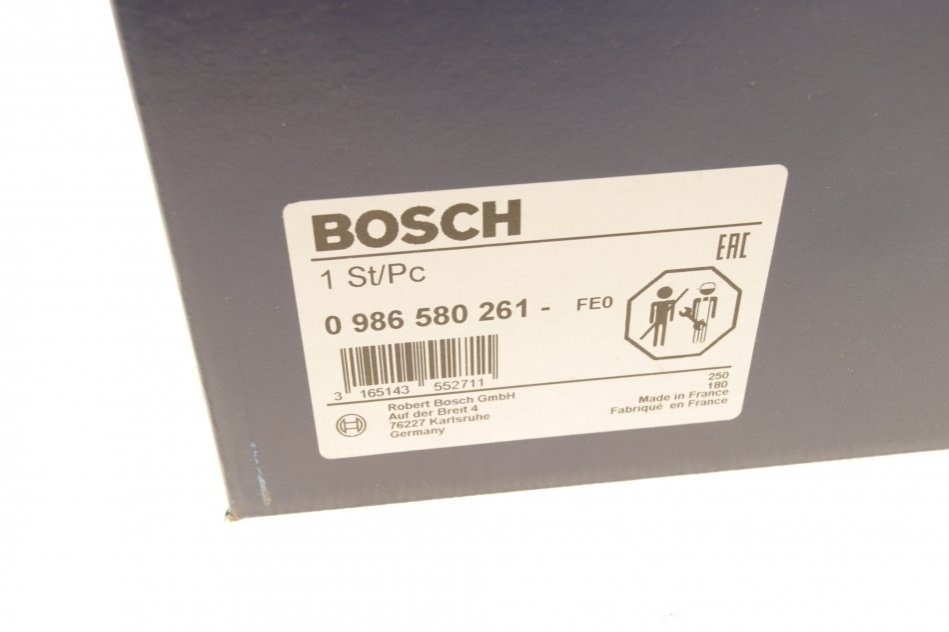 BOSCH
EAC
1 St/Pc
0 986 580 261 - FE0
3 165143 552711
250
180
Robert Bosch GmbH
Auf der Breit 4
76227 Karlsruhe
Germany
Made in France
Fabriqué en France